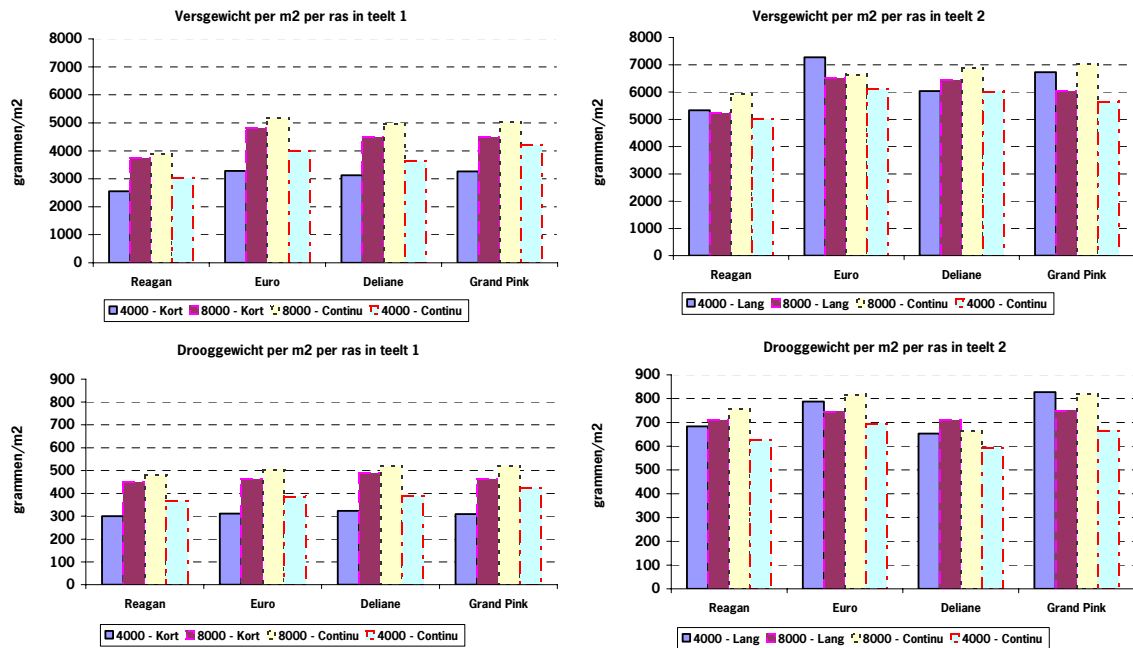 Versgewicht per m2 per ras in teelt 1
8000
7000
6000
5000
4000
3000
2000
1000
0
grammen/m2
Reagan Euro Deliane Grand Pink
4000 - Kort 8000 - Kort 8000 - Continu 4000 - Continu
Versgewicht per m2 per ras in teelt 2
8000
7000
6000
5000
4000
3000
2000
1000
0
grammen/m2
Reagan Euro Deliane Grand Pink
4000 - Lang 8000 - Lang 8000 - Continu 4000 - Continu
Drooggewicht per m2 per ras in teelt 1
900
800
700
600
500
400
300
200
100
0
grammen/m2
Reagan Euro Deliane Grand Pink
4000 - Kort 8000 - Kort 8000 - Continu 4000 - Continu
Drooggewicht per m2 per ras in teelt 2
900
800
700
600
500
400
300
200
100
0
grammen/m2
Reagan Euro Deliane Grand Pink
4000 - Lang 8000 - Lang 8000 - Continu 4000 - Continu